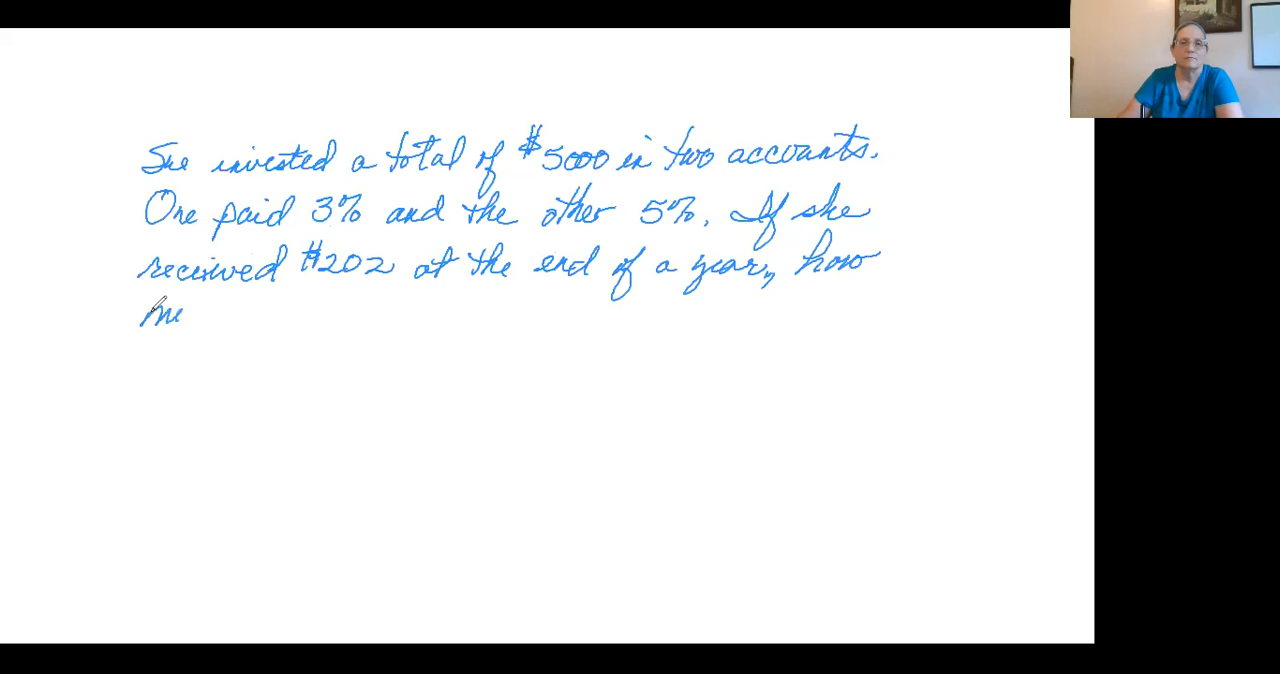 Sue invested a total of $5000 in two accounts.
One paid 3% and the other 5%. If she
received $202 at the end of a year, how